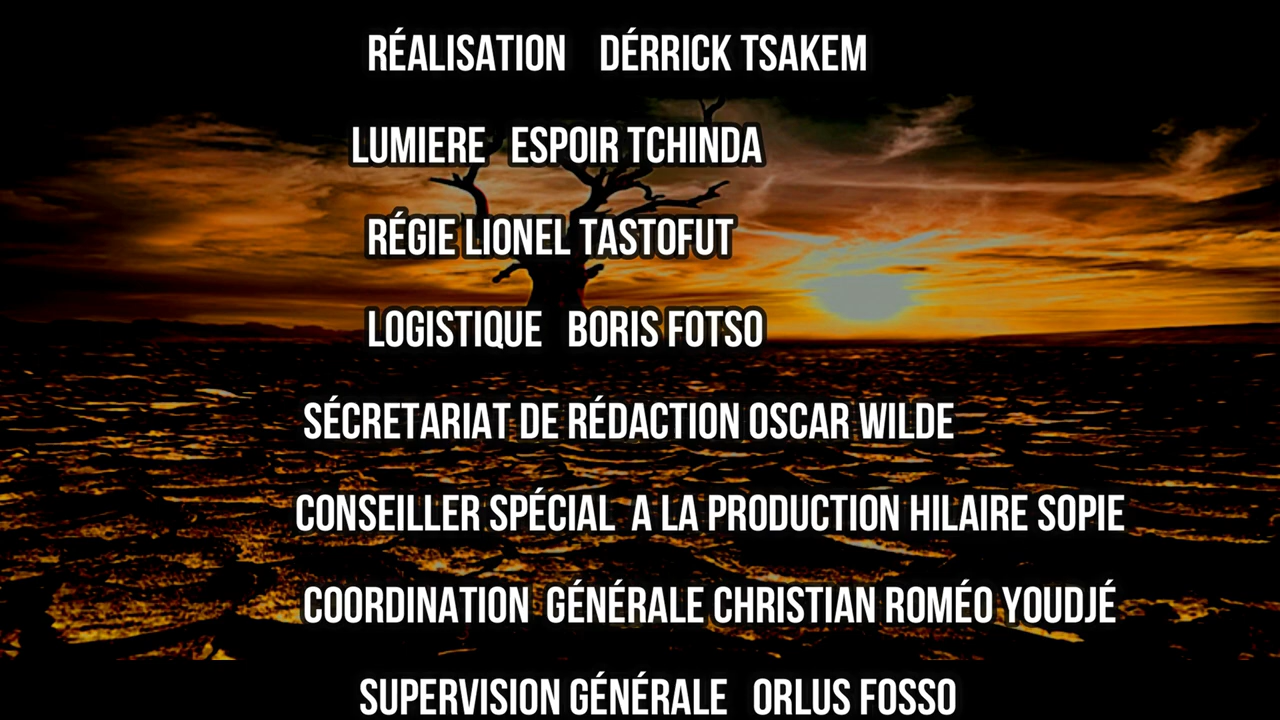 RÉALISATION DÉRRICK TSAKEM
LUMIERE ESPOIR TCHINDA
RÉGIE LIONEL TASTOFUT
LOGISTIQUE BORIS FOTSO
SÉCRETARIAT DE RÉDACTION OSCAR WILDE
CONSEILLER SPÉCIAL A LA PRODUCTION HILAIRE SOPIE
COORDINATION GÉNÉRALE CHRISTIAN ROMÉO YOUDJÉ
SUPERVISION GÉNÉRALE ORLUS FOSSO